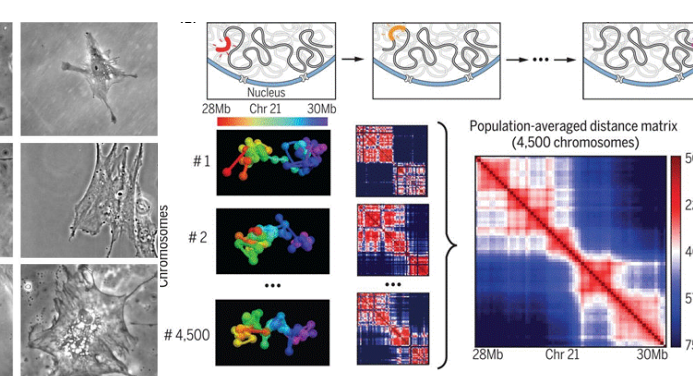 Nucleus
28Mb Chr 21 30Mb
Chromosomes
# 1
# 2
...
# 4,500
Population-averaged distance matrix
(4,500 chromosomes)
28Mb Chr 21 30Mb